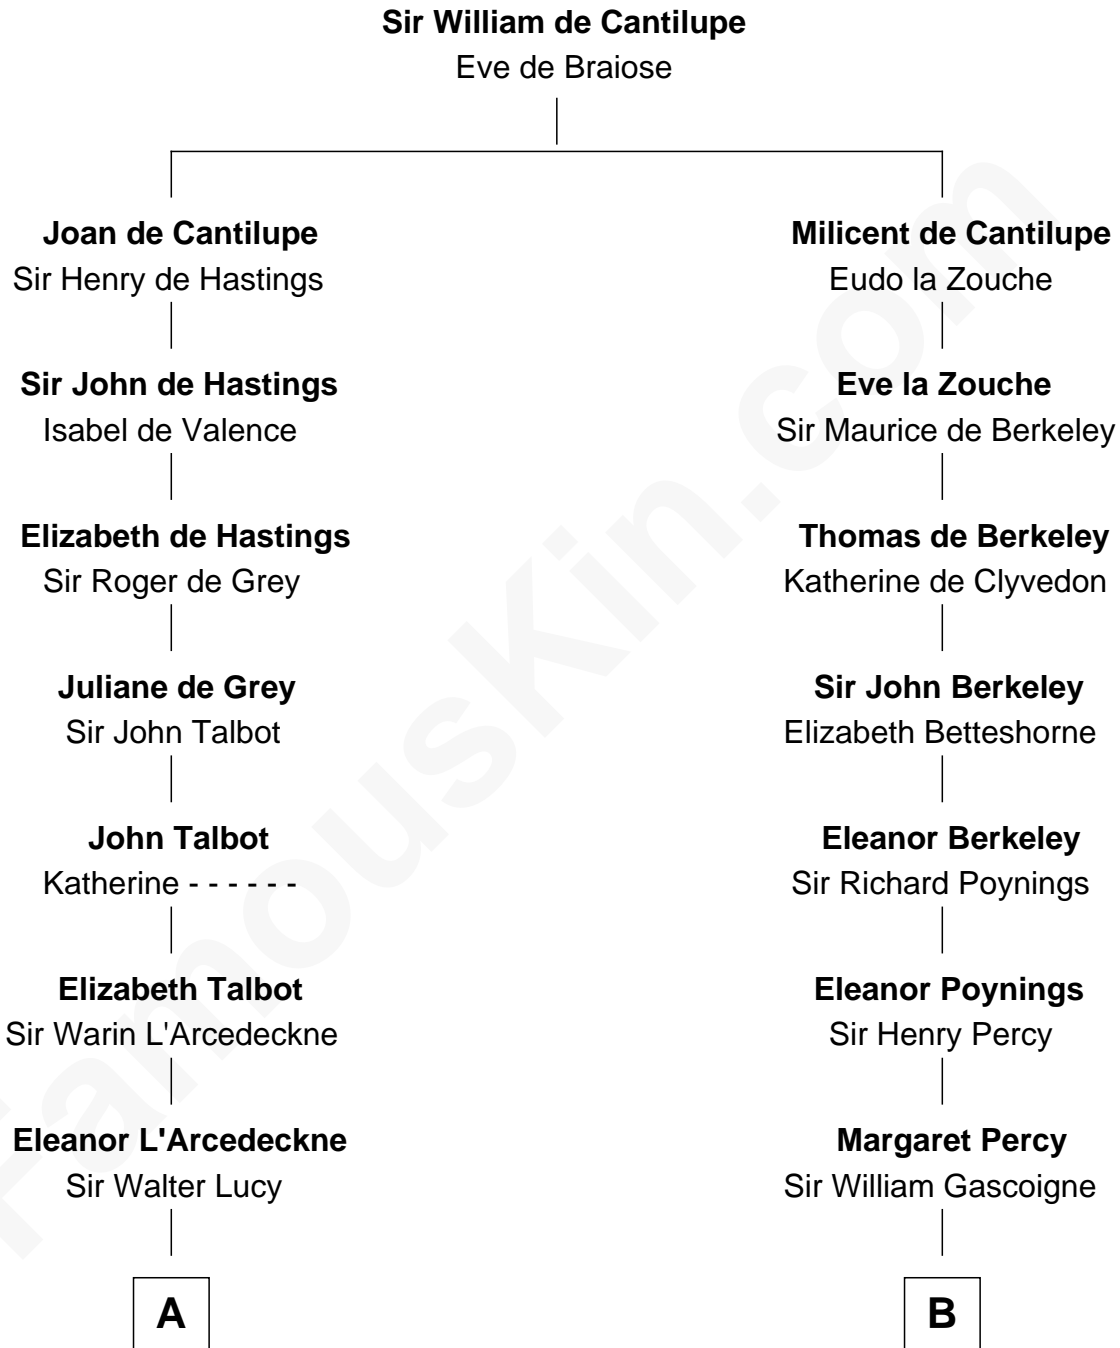 Sir William de Cantilupe
Eve de Braiose
Joan de Cantilupe
Sir Henry de Hastings
Milicent de Cantilupe
Eudo la Zouche
Sir John de Hastings
Isabel de Valence
Eve la Zouche
Sir Maurice de Berkeley
Elizabeth de Hastings
Sir Roger de Grey
Thomas de Berkeley
Katherine de Clyvedon
Juliane de Grey
Sir John Talbot
Sir John Berkeley
Elizabeth Betteshorne
John Talbot
Katherine - - - - - -
Eleanor Berkeley
Sir Richard Poynings
Elizabeth Talbot
Sir Warin L'Arcedeckne
Eleanor Poynings
Sir Henry Percy
Eleanor L'Arcedeckne
Sir Walter Lucy
Margaret Percy
Sir William Gascoigne
A
B
FamousKin.com